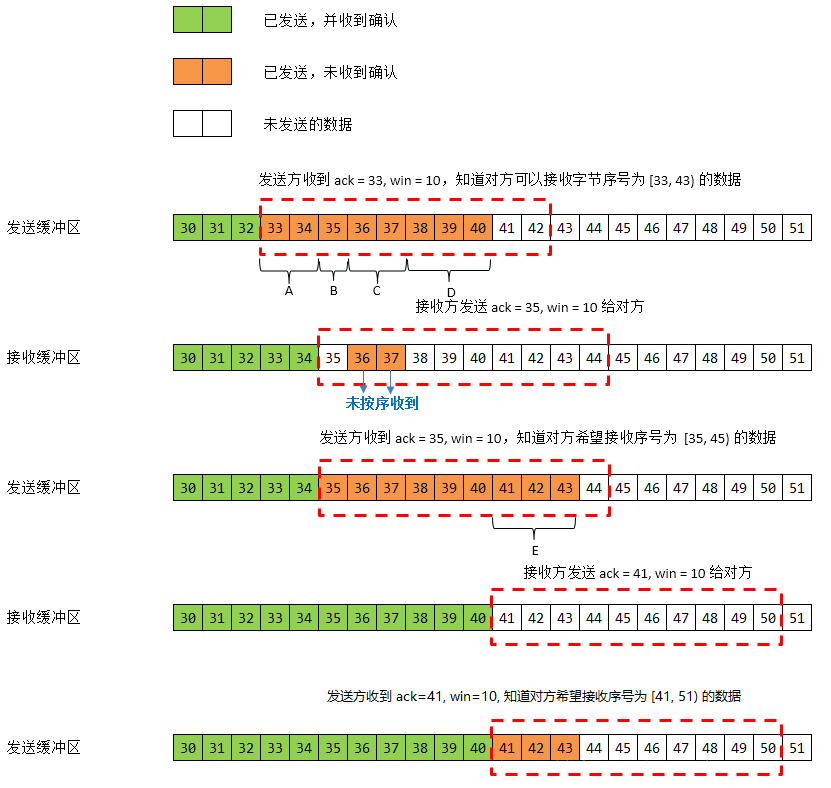 已发送，并收到确认
已发送，未收到确认
未发送的数据
发送方收到 ack = 33, win = 10，知道对方可以接收字节序号为 [33, 43) 的数据
发送缓冲区 30 31 32 33 34 35 36 37 38 39 40 41 42 43 44 45 46 47 48 49 50 51
A B C D
接收方发送 ack = 35, win = 10 给对方
接收缓冲区 30 31 32 33 34 35 36 37 38 39 40 41 42 43 44 45 46 47 48 49 50 51
未按序收到
发送方收到 ack = 35, win = 10，知道对方希望接收序号为 [35, 45) 的数据
发送缓冲区 30 31 32 33 34 35 36 37 38 39 40 41 42 43 44 45 46 47 48 49 50 51
E
接收方发送 ack = 41, win = 10 给对方
接收缓冲区 30 31 32 33 34 35 36 37 38 39 40 41 42 43 44 45 46 47 48 49 50 51
发送方收到 ack=41, win=10, 知道对方希望接收序号为 [41, 51) 的数据
发送缓冲区 30 31 32 33 34 35 36 37 38 39 40 41 42 43 44 45 46 47 48 49 50 51